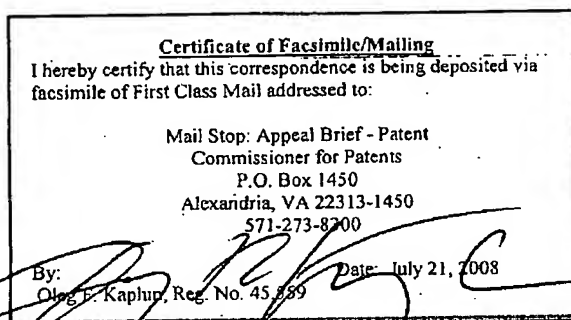 Certificate of Facsimile/Mailing
I hereby certify that this correspondence is being deposited via
facsimile of First Class Mail addressed to:
Mail Stop: Appeal Brief - Patent
Commissioner for Patents
P.O. Box 1450
Alexandria, VA 22313-1450
571-273-8300
By: Date: July 21, 2008
Oleg F. Kaplun, Reg. No. 45,559